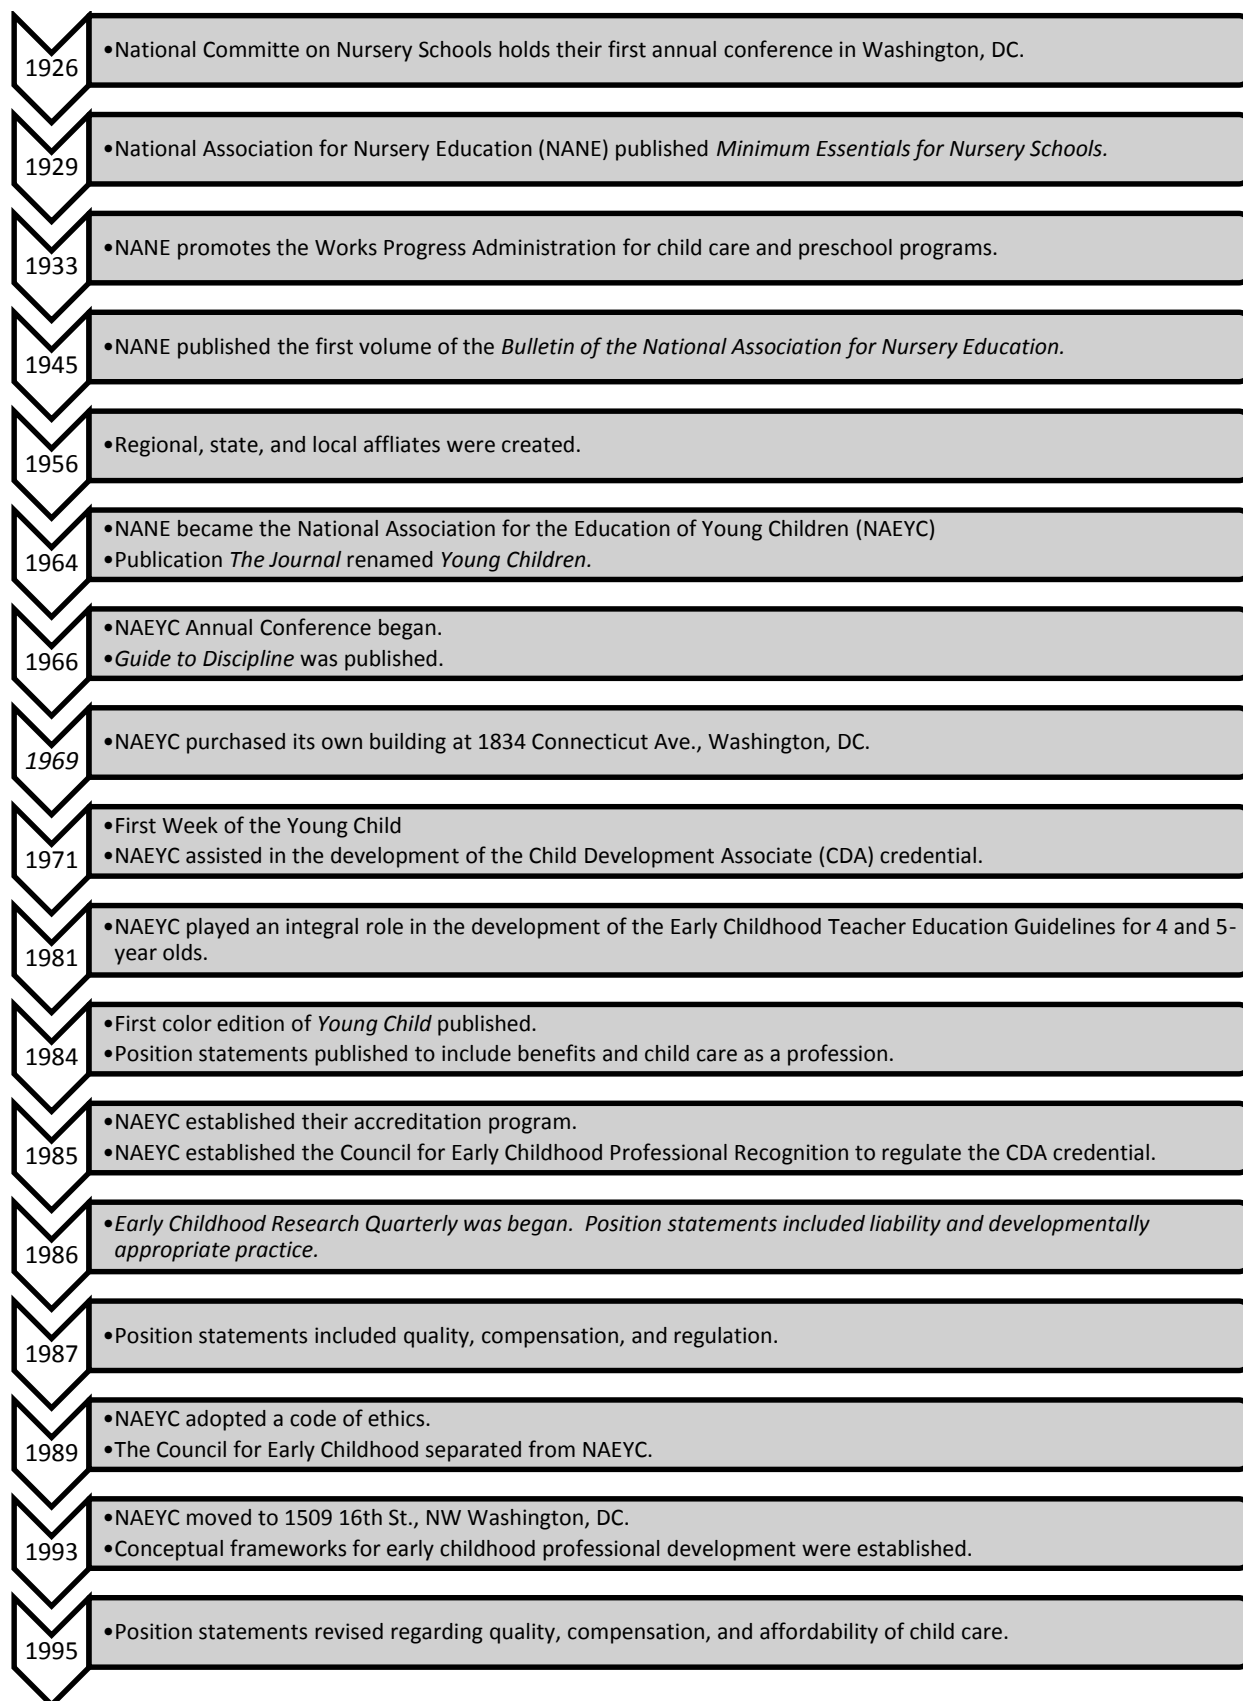 1926
•National Committe on Nursery Schools holds their first annual conference in Washington, DC.
1929
•National Association for Nursery Education (NANE) published Minimum Essentials for Nursery Schools.
1933
•NANE promotes the Works Progress Administration for child care and preschool programs.
1945
•NANE published the first volume of the Bulletin of the National Association for Nursery Education.
1956
•Regional, state, and local affliates were created.
1964
•NANE became the National Association for the Education of Young Children (NAEYC)
•Publication The Journal renamed Young Children.
1966
•NAEYC Annual Conference began.
•Guide to Discipline was published.
1969
•NAEYC purchased its own building at 1834 Connecticut Ave., Washington, DC.
1971
•First Week of the Young Child
•NAEYC assisted in the development of the Child Development Associate (CDA) credential.
1981
•NAEYC played an integral role in the development of the Early Childhood Teacher Education Guidelines for 4 and 5-
year olds.
1984
•First color edition of Young Child published.
•Position statements published to include benefits and child care as a profession.
1985
•NAEYC established their accreditation program.
•NAEYC established the Council for Early Childhood Professional Recognition to regulate the CDA credential.
1986
•Early Childhood Research Quarterly was began. Position statements included liability and developmentally
appropriate practice.
1987
•Position statements included quality, compensation, and regulation.
1989
•NAEYC adopted a code of ethics.
•The Council for Early Childhood separated from NAEYC.
1993
•NAEYC moved to 1509 16th St., NW Washington, DC.
•Conceptual frameworks for early childhood professional development were established.
1995
•Position statements revised regarding quality, compensation, and affordability of child care.